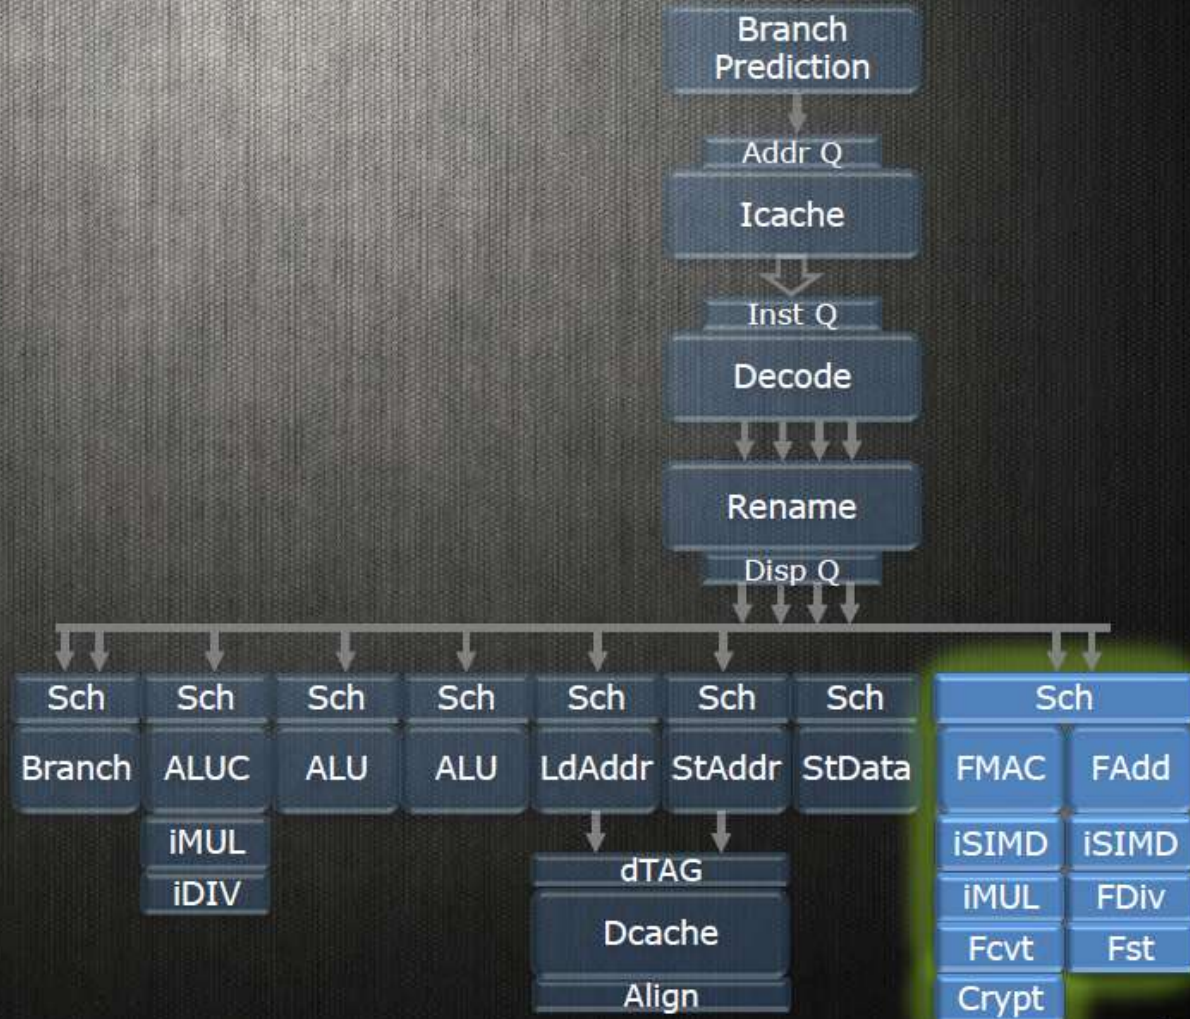 Branch
Prediction
Addr Q
Icache
Inst Q
Decode
Rename
Disp Q
Sch Sch Sch Sch Sch Sch Sch Sch
Branch ALUC ALU ALU LdAddr StAddr StData FMAC FAdd
iMUL iSIMD iSIMD
dTAG
iDIV iMUL FDiv
Dcache Fcvt Fst
Align Crypt